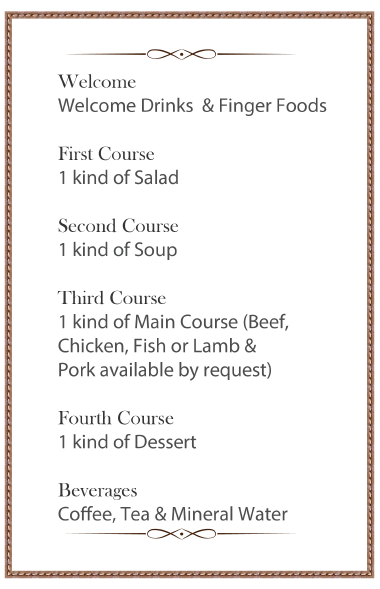 Welcome
Welcome Drinks & Finger Foods
First Course
1 kind of Salad
Second Course
1 kind of Soup
Third Course
1 kind of Main Course (Beef,
Chicken, Fish or Lamb &
Pork available by request)
Fourth Course
1 kind of Dessert
Beverages
Coffee, Tea & Mineral Water